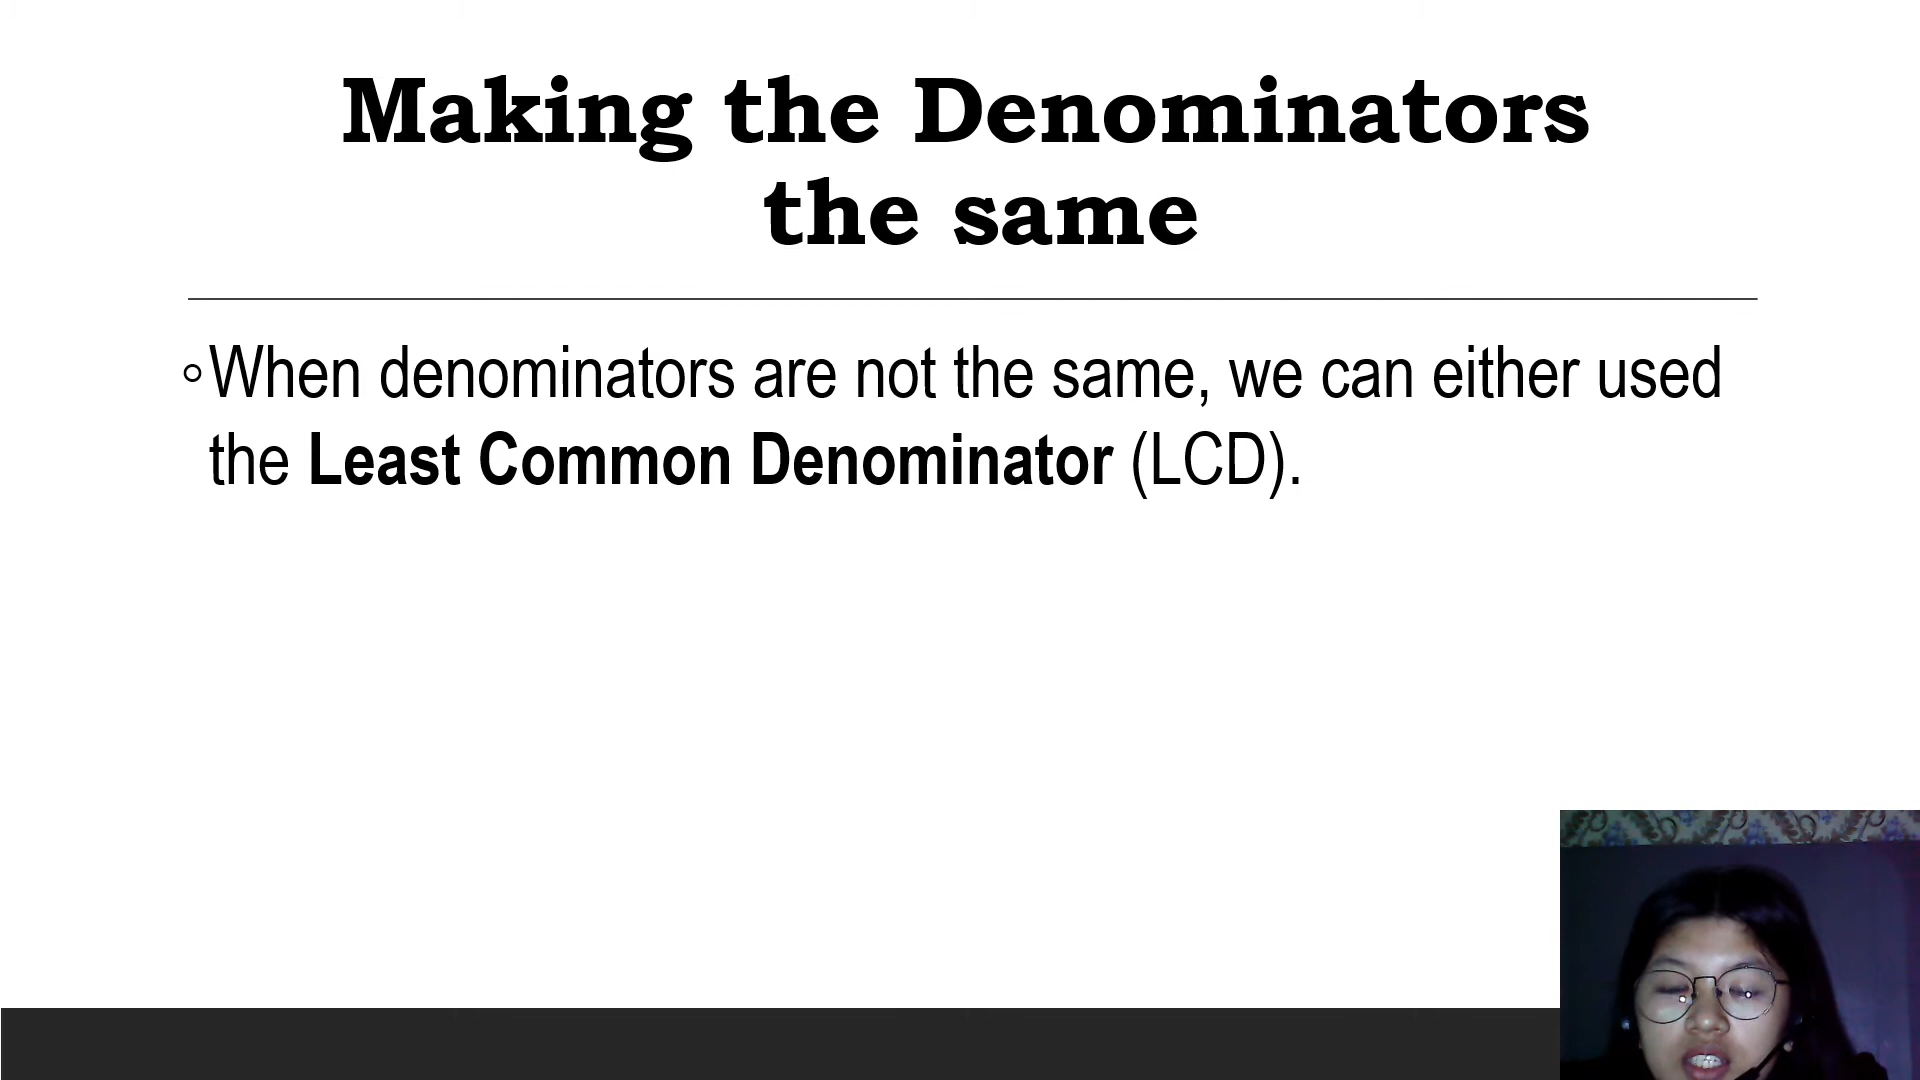 Making the Denominators
the same
◦When denominators are not the same, we can either used
the Least Common Denominator (LCD).